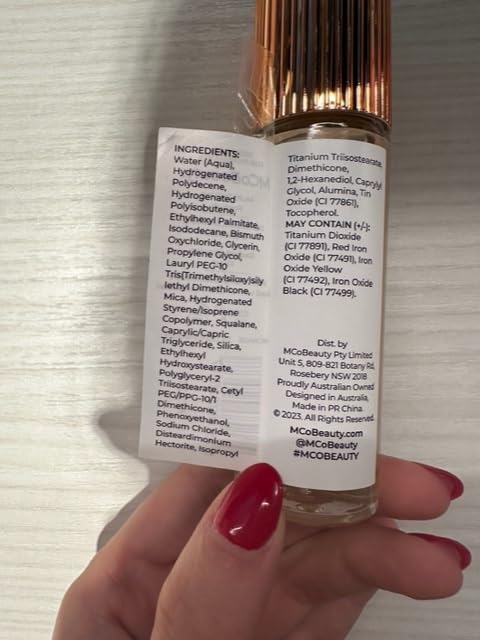 INGREDIENTS:
Water (Aqua),
Hydrogenated
Polydecene,
Hydrogenated
Polyisobutene,
Ethylhexyl Palmitate,
Isododecane, Bismuth
Oxychloride, Glycerin,
Propylene Glycol,
Lauryl PEG-10
Tris(Trimethylsiloxy)sily
lethyl Dimethicone,
Mica, Hydrogenated
Styrene/Isoprene
Copolymer, Squalane,
Caprylic/Capric
Triglyceride, Silica,
Ethylhexyl
Hydroxystearate,
Polyglyceryl-2
Triisostearate, Cetyl
PEG/PPG-10/1
Dimethicone,
Phenoxyethanol,
Sodium Chloride,
Disteardimonium
Hectorite, Isopropyl
Titanium Triisostearate,
Dimethicone,
1,2-Hexanediol, Caprylyl
Glycol, Alumina, Tin
Oxide (CI 77861),
Tocopherol.
MAY CONTAIN (+/-):
Titanium Dioxide
(CI 77891), Red Iron
Oxide (CI 77491), Iron
Oxide Yellow
(CI 77492), Iron Oxide
Black (CI 77499).
Dist. by
MCoBeauty Pty Limited
Unit 5, 809-821 Botany Rd,
Rosebery NSW 2018
Proudly Australian Owned
Designed in Australia,
Made in PR China.
© 2023. All Rights Reserved.
MCoBeauty.com
@MCoBeauty
#MCOBEAUTY